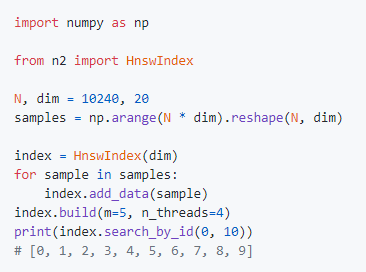 import numpy as np
from n2 import HnswIndex
N, dim = 10240, 20
samples = np.arange(N * dim).reshape(N, dim)
index = HnswIndex(dim)
for sample in samples:
    index.add_data(sample)
index.build(m=5, n_threads=4)
print(index.search_by_id(0, 10))
# [0, 1, 2, 3, 4, 5, 6, 7, 8, 9]